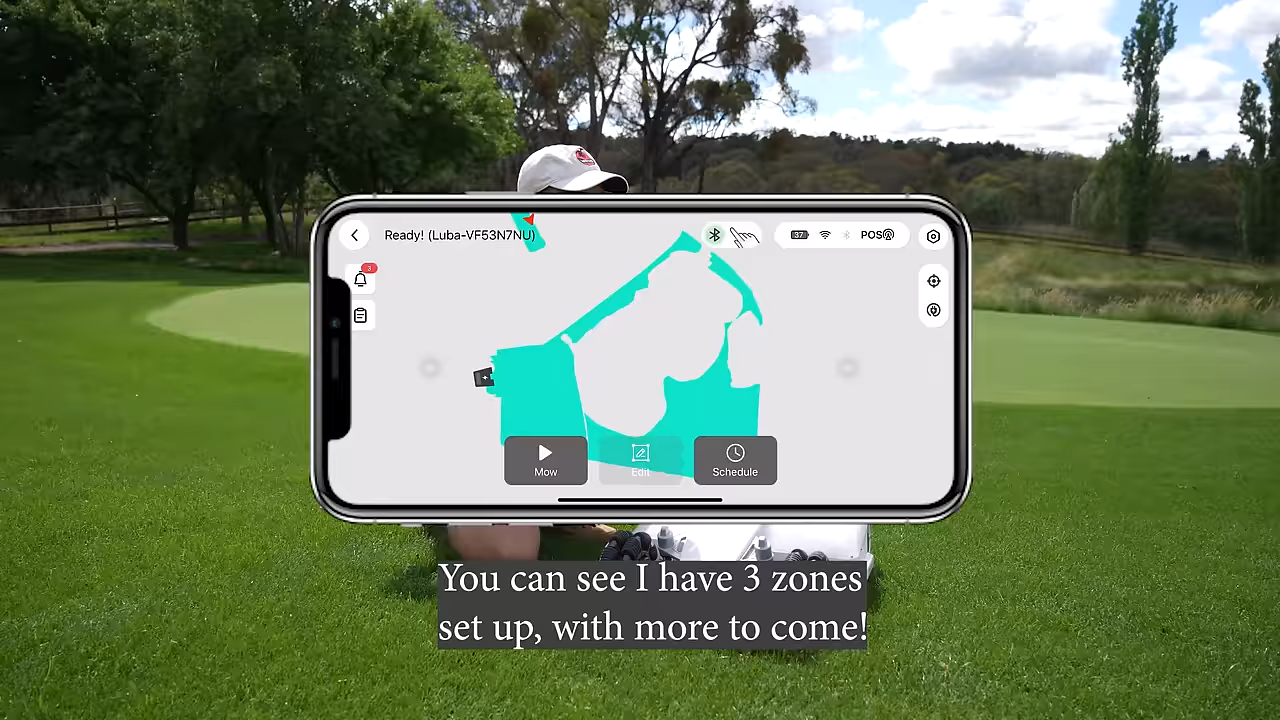 Ready! (Luba-VF53N7NU)
37
POS
3
Mow
Edit
Schedule
You can see I have 3 zones
set up, with more to come!